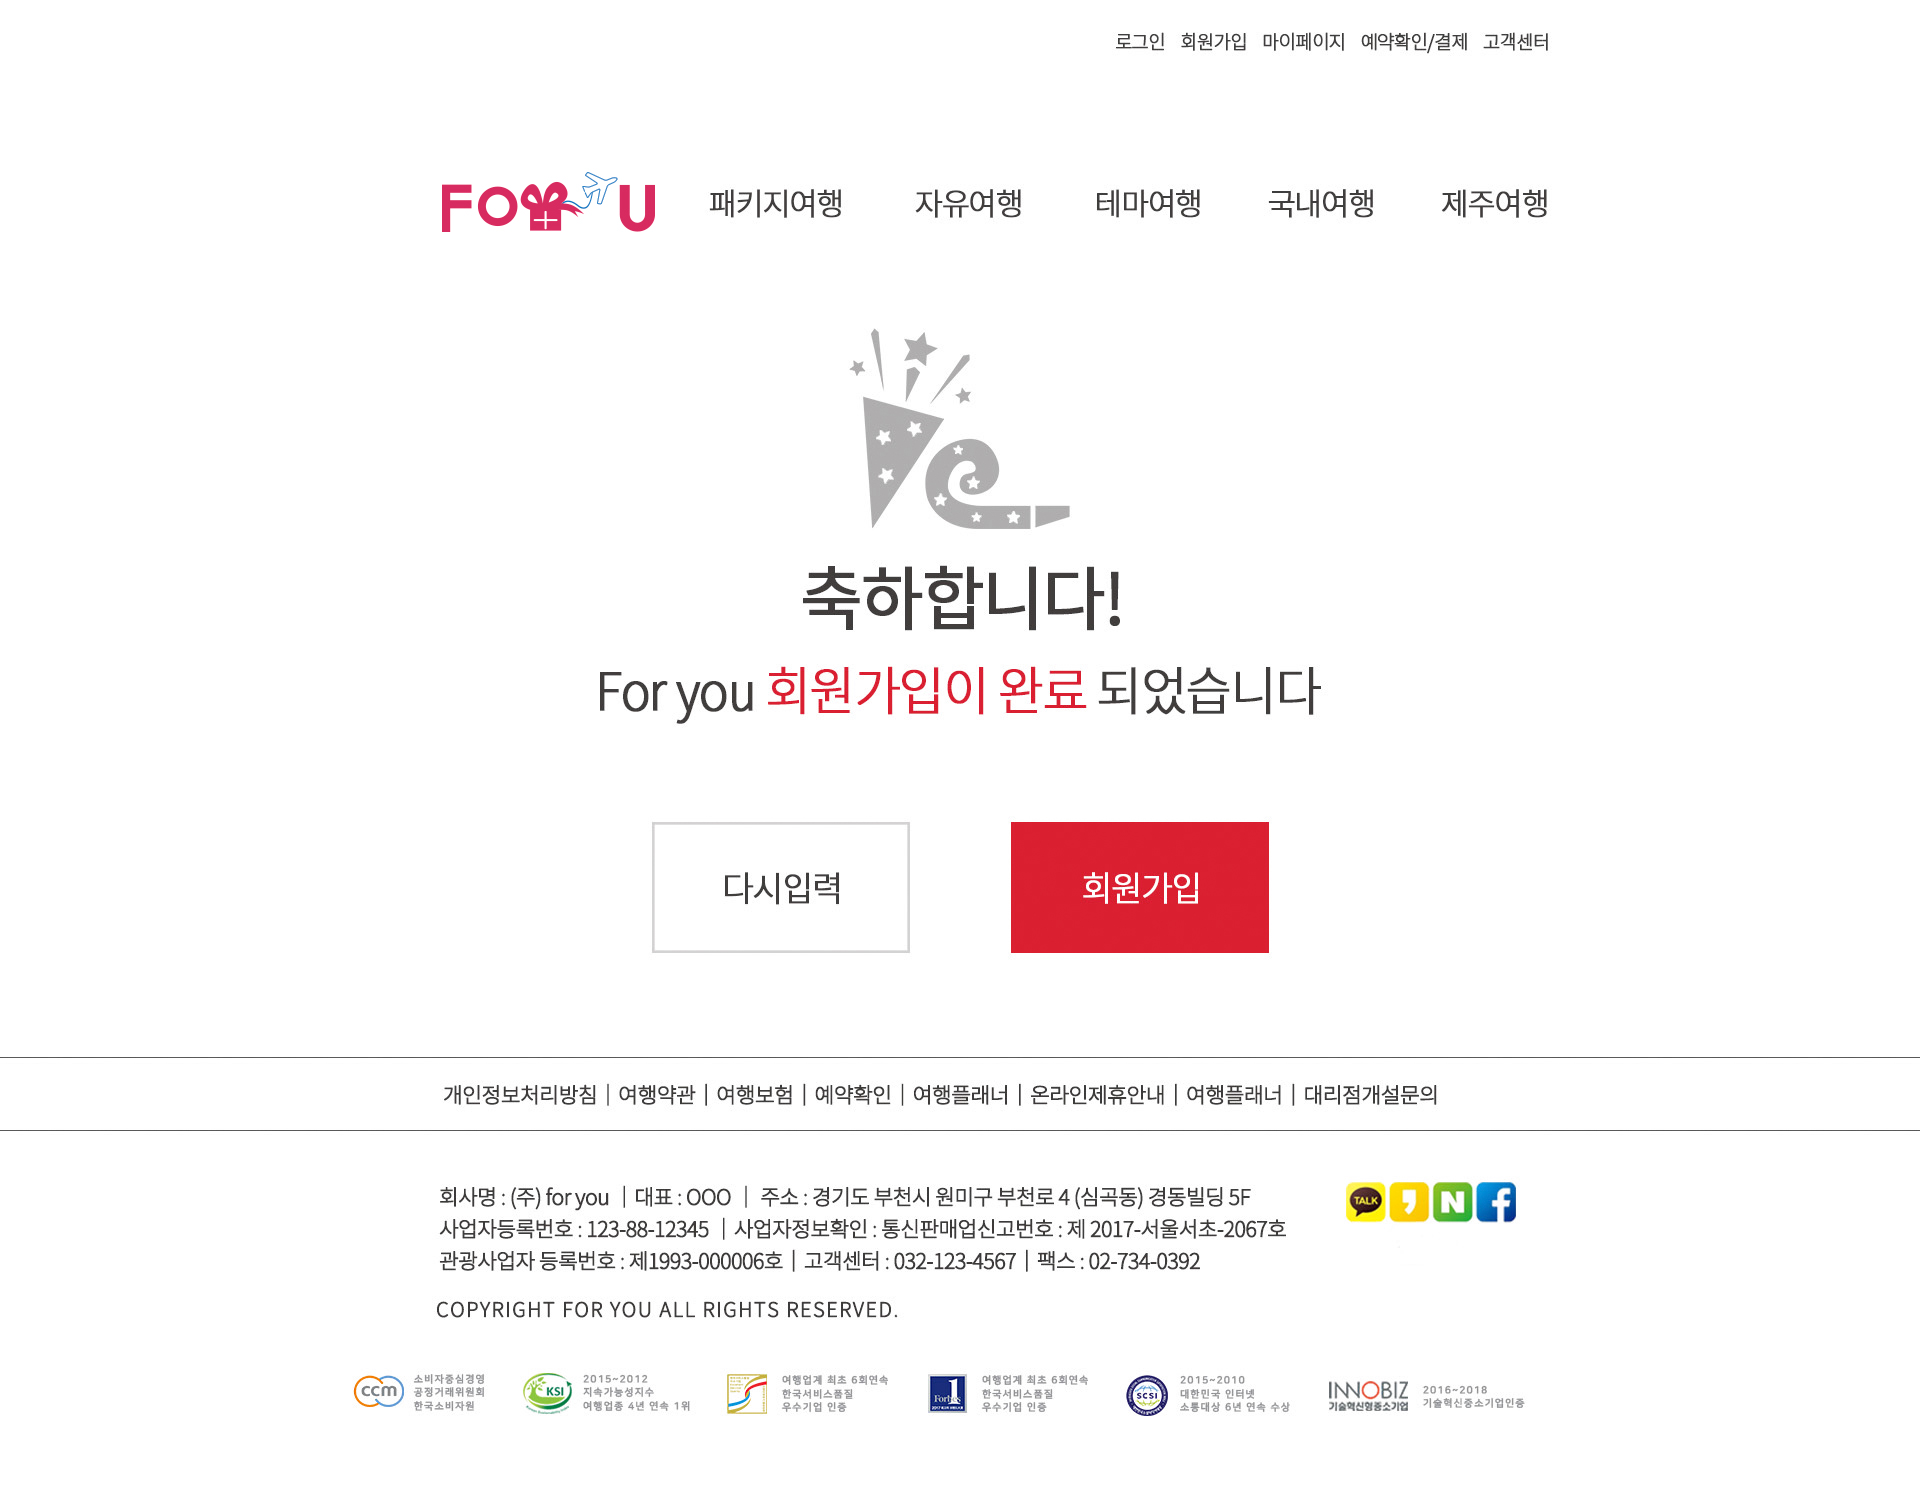 로그인 회원가입 마이페이지 예약확인/결제 고객센터
FOR U 패키지여행 자유여행 테마여행 국내여행 제주여행
축하합니다!
For you 회원가입이 완료 되었습니다
다시입력 회원가입
개인정보처리방침 | 여행약관 | 여행보험 | 예약확인 | 여행플래너 | 온라인제휴안내 | 여행플래너 | 대리점개설문의
회사명 : (주) for you | 대표 : OOO | 주소 : 경기도 부천시 원미구 부천로 4 (심곡동) 경동빌딩 5F
사업자등록번호 : 123-88-12345 | 사업자정보확인 : 통신판매업신고번호 : 제 2017-서울서초-2067호
관광사업자 등록번호 : 제1993-000006호 | 고객센터 : 032-123-4567 | 팩스 : 02-734-0392
TALK N f
COPYRIGHT FOR YOU ALL RIGHTS RESERVED.
ccm
소비자중심경영
공정거래위원회
한국소비자원
KSI
2015~2012
지속가능성지수
여행업종 4년 연속 1위
여행업계 최초 6회연속
한국서비스품질
우수기업 인증
Forbes 1
여행업계 최초 6회연속
한국서비스품질
우수기업 인증
SCSI
2015~2010
대한민국 인터넷
소통대상 6년 연속 수상
INNOBIZ
기술혁신형중소기업
2016~2018
기술혁신중소기업인증